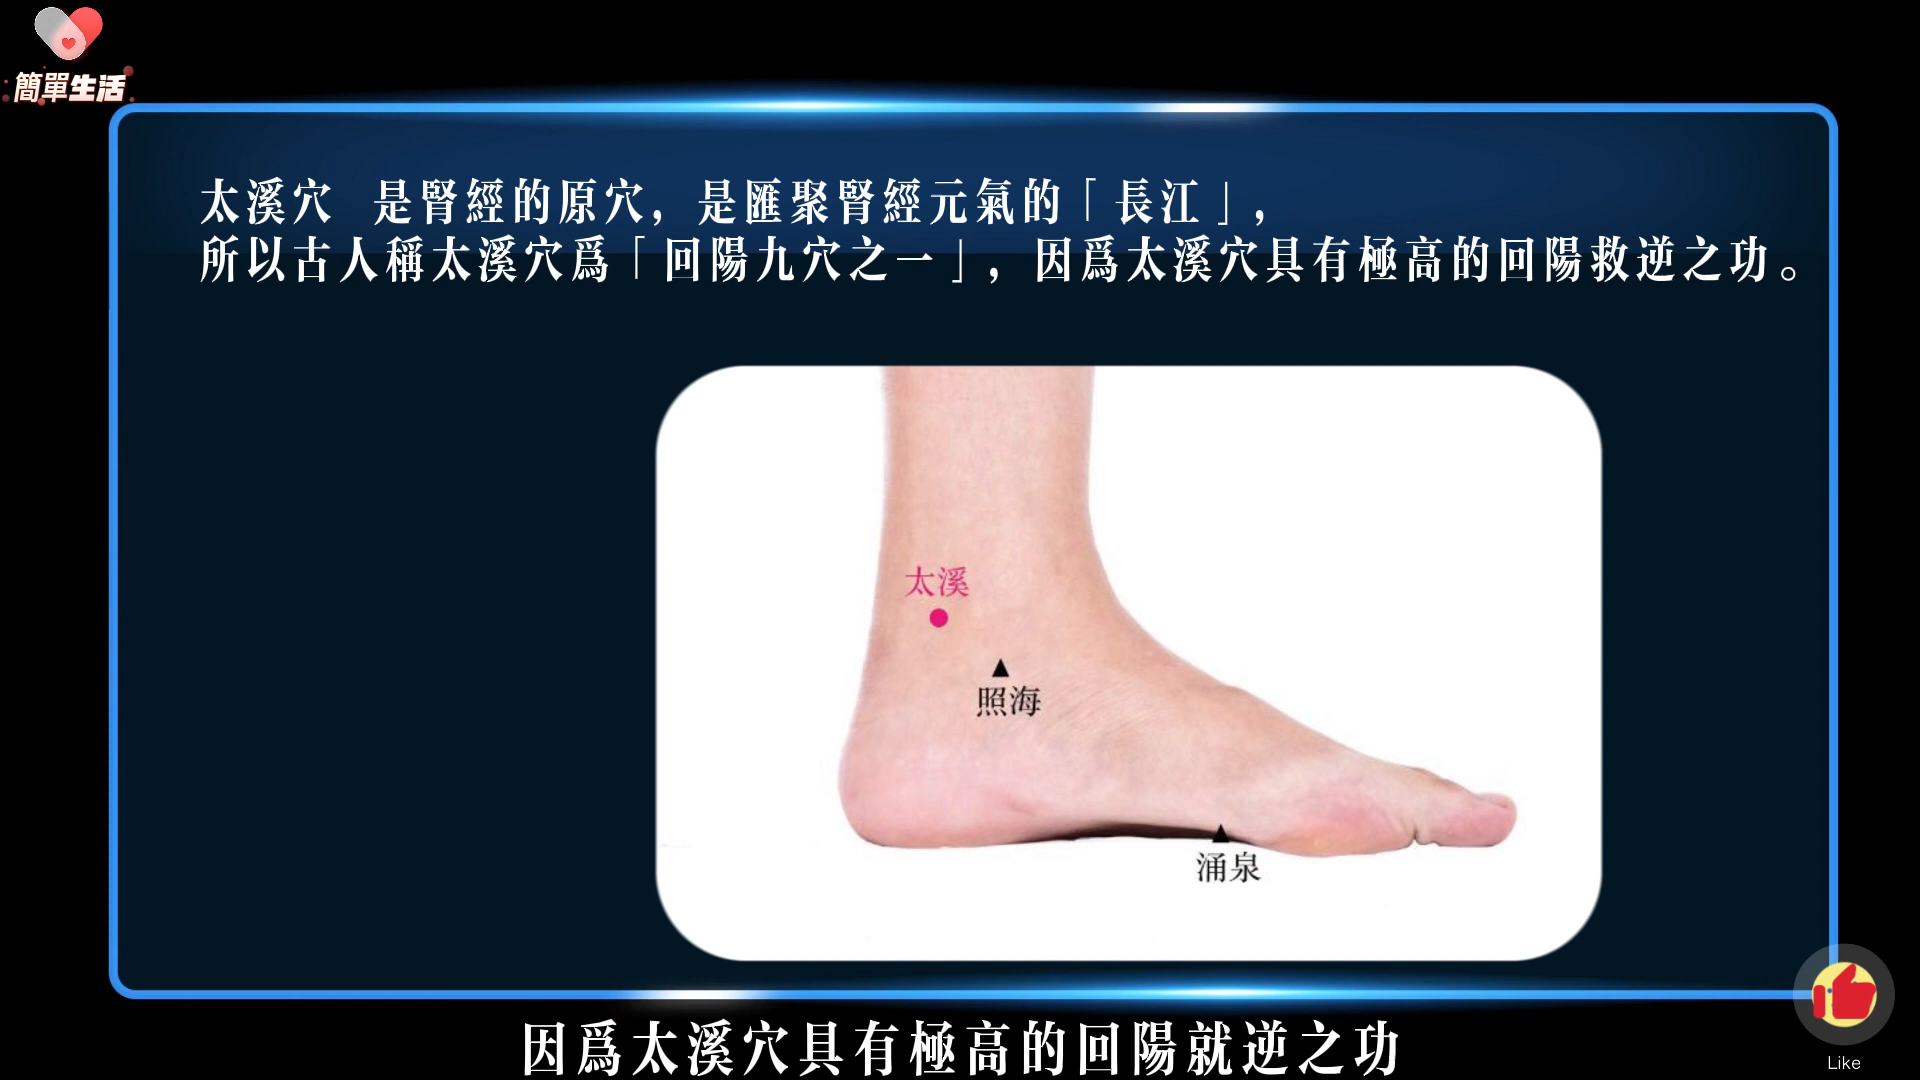 簡單生活
太溪穴 是腎經的原穴，是匯聚腎經元氣的「長江」，
所以古人稱太溪穴爲「回陽九穴之一」，因爲太溪穴具有極高的回陽救逆之功。
太溪
照海
涌泉
因爲太溪穴具有極高的回陽就逆之功
Like